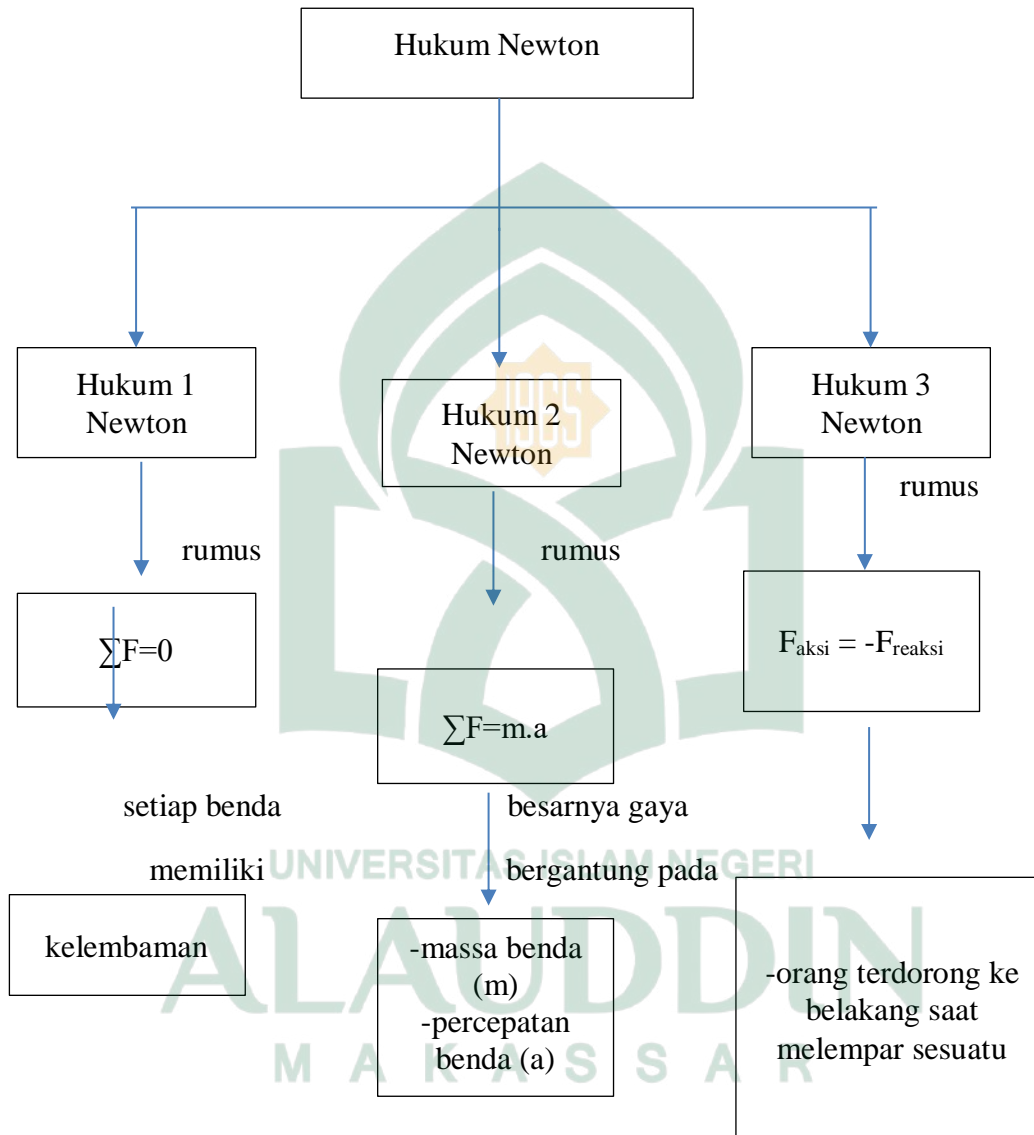 Hukum Newton
Hukum 1
Newton
Hukum 2
Newton
Hukum 3
Newton
rumus
rumus
rumus
∑F=0
∑F=m.a
Faksi = -Freaksi
setiap benda
memiliki
besarnya gaya
bergantung pada
kelembaman
-massa benda
(m)
-percepatan
benda (a)
-orang terdorong ke
belakang saat
melempar sesuatu
1965
UNIVERSITAS ISLAM NEGERI
ALAUDDIN
MAKASSAR